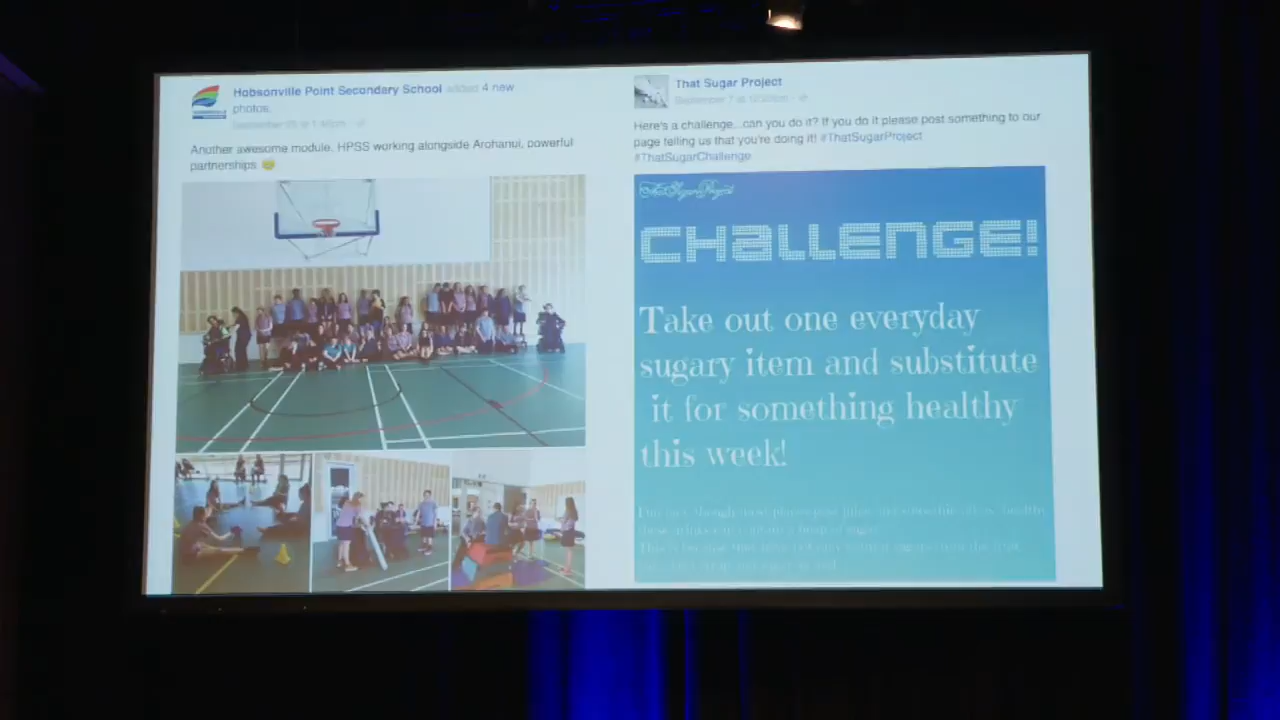 Hobsonville Point Secondary School added 4 new
photos.
Another awesome module. HPSS working alongside Arohanui, powerful
partnerships
That Sugar Project
Here's a challenge...can you do it? If you do it please post something to our
page telling us that you're doing it! #ThatSugarProject
#ThatSugarChallenge
ThatSugarProject
CHALLENGE!
Take out one everyday
sugary item and substitute
it for something healthy
this week!